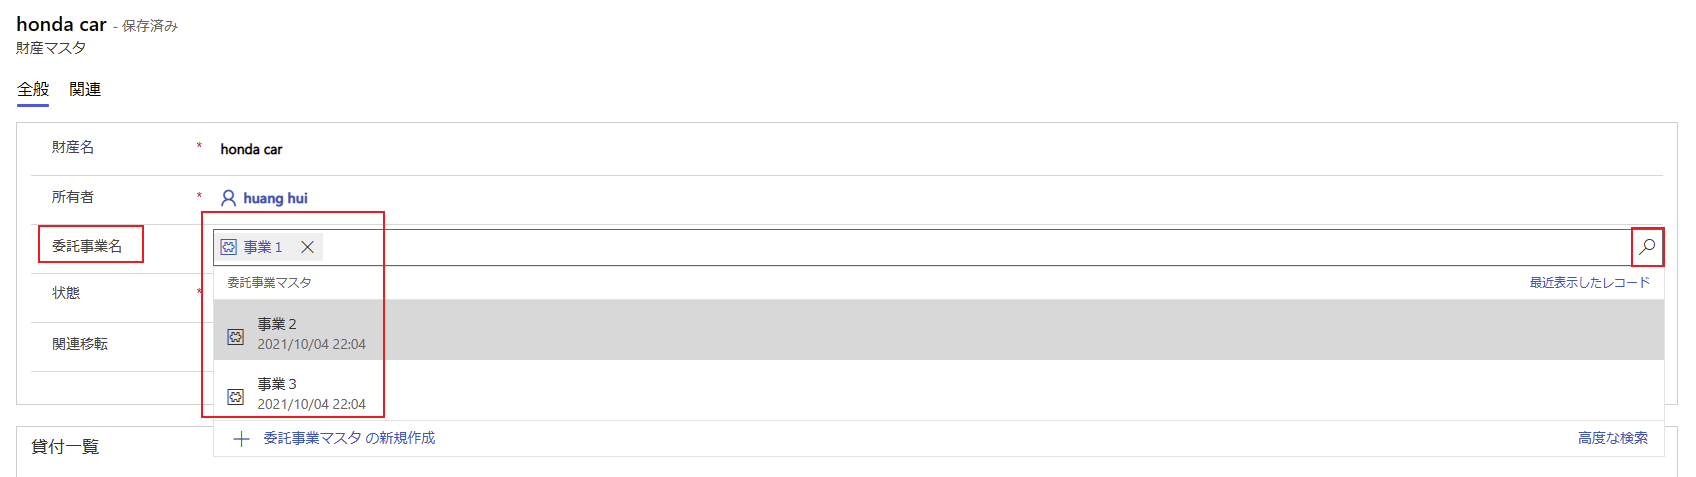 honda car - 保存済み
財産マスタ
全般 関連
財産名 * honda car
所有者 * huang hui
委託事業名 事業1
委託事業マスタ 最近表示したレコード
状態 *
事業2
2021/10/04 22:04
関連移転
事業3
2021/10/04 22:04
委託事業マスタ の新規作成 高度な検索
貸付一覧